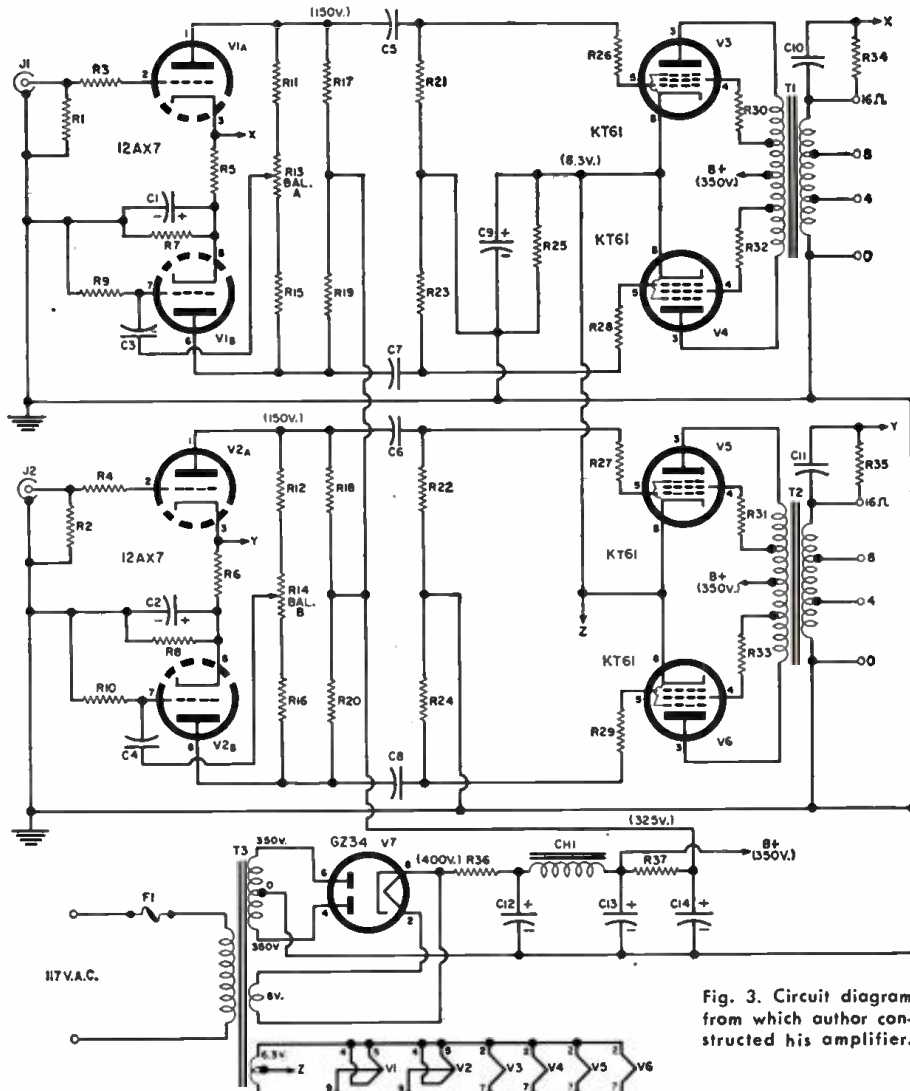 (150V.)
C5
X
J1
R3
V1A
R11
R17
R21
R26
V3
C10
R34
R1
12AX7
X
R5
R30
T1
16Ω
C1
R7
R13
BAL.
A
(8.3V.)
KT61
B+
(350V.)
8
4
C9
R25
KT61
R32
0
R9
V1B
C3
R15
R19
R23
R28
V4
C7
(150V.)
C6
Y
J2
R4
V2A
R12
R18
R22
R27
V5
C11
R35
R2
12AX7
Y
R6
R31
T2
16Ω
C2
R8
R14
BAL.
B
KT61
B+
(350V.)
8
4
Z
KT61
R33
0
R10
V2B
C4
R16
R20
R24
R29
V6
C8
(325V.)
T3
350V.
GZ34 V7
(400V.)
R36
CH1
B+
(350V.)
R37
F1
0
C12
C13
C14
350V
117 V.A.C.
6.3V.
Z
V1
V2
V3
V4
V5
V6
Fig. 3. Circuit diagram
from which author con-
structed his amplifier.